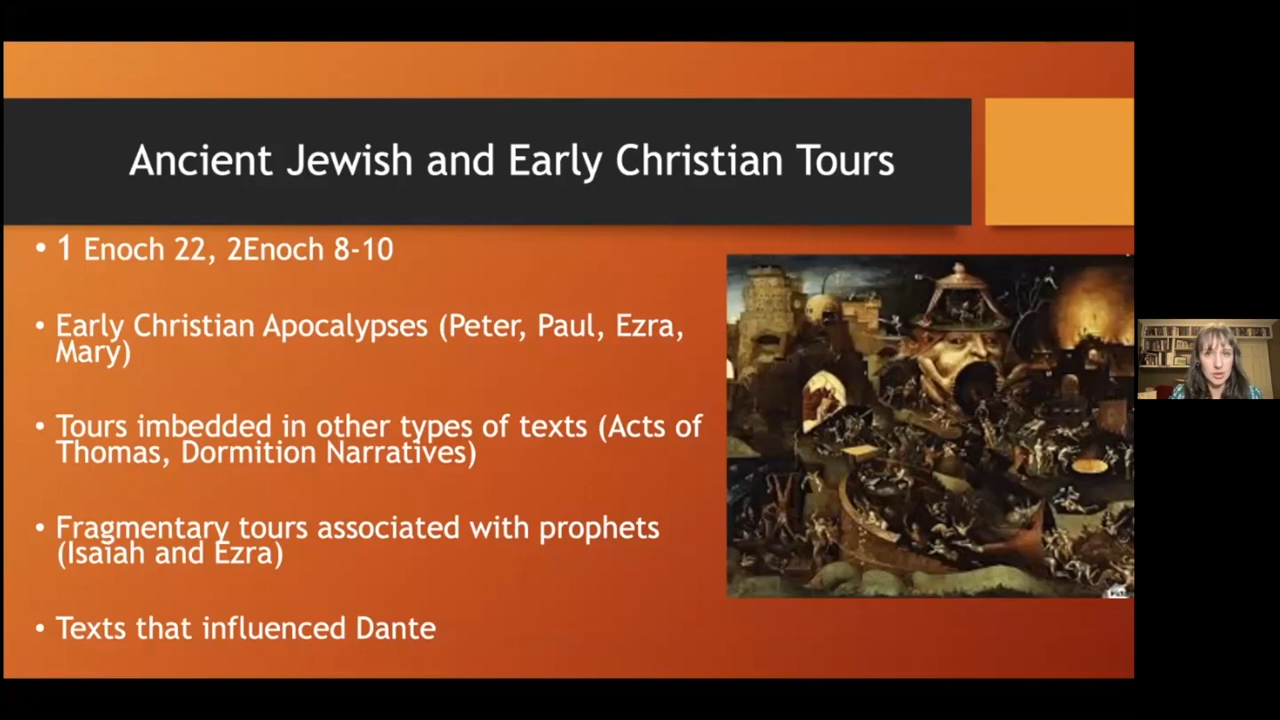 Ancient Jewish and Early Christian Tours
• 1 Enoch 22, 2Enoch 8-10
• Early Christian Apocalypses (Peter, Paul, Ezra,
Mary)
• Tours imbedded in other types of texts (Acts of
Thomas, Dormition Narratives)
• Fragmentary tours associated with prophets
(Isaiah and Ezra)
• Texts that influenced Dante